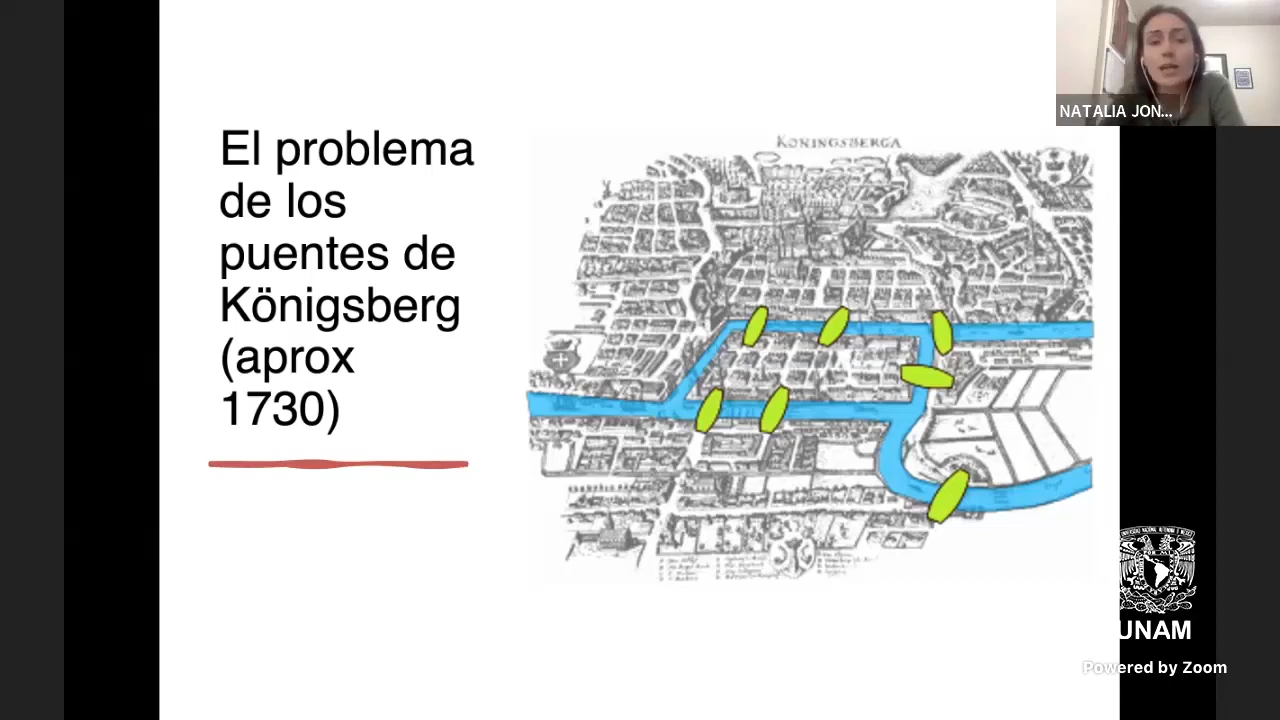 NATALIA JON...
El problema
de los
puentes de
Königsberg
(aprox
1730)
KONINGSBERGA
UNAM
Powered by Zoom